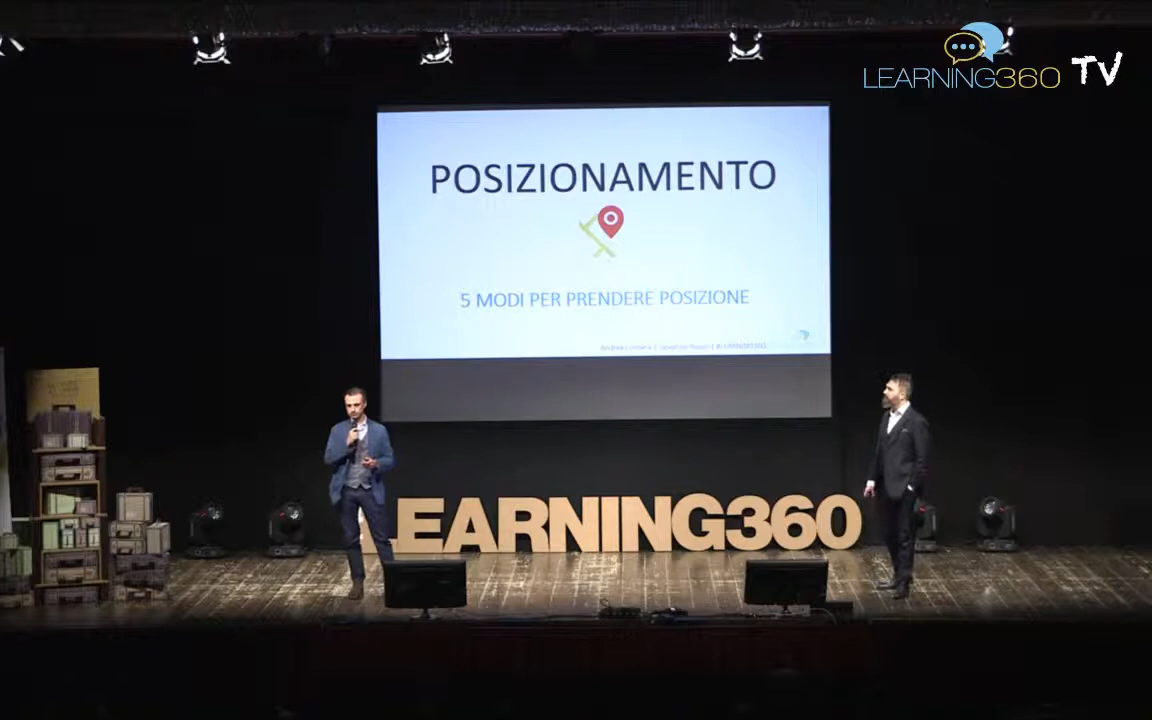 LEARNING360 TV
POSIZIONAMENTO
5 MODI PER PRENDERE POSIZIONE
LEARNING360